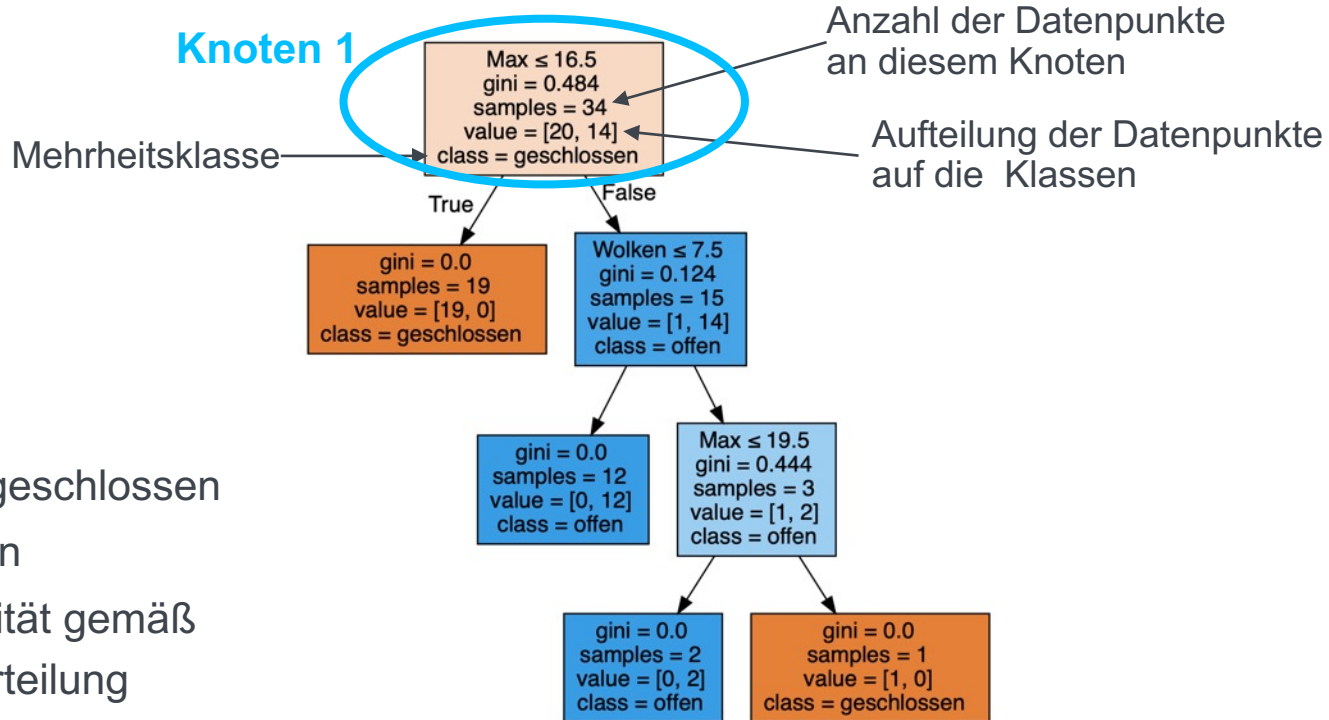 Knoten 1
Anzahl der Datenpunkte
an diesem Knoten
Max ≤ 16.5
gini = 0.484
samples = 34
value = [20, 14]
class = geschlossen
Mehrheitsklasse
Aufteilung der Datenpunkte
auf die Klassen
True
False
gini = 0.0
samples = 19
value = [19, 0]
class = geschlossen
Wolken ≤ 7.5
gini = 0.124
samples = 15
value = [1, 14]
class = offen
gini = 0.0
samples = 12
value = [0, 12]
class = offen
Max ≤ 19.5
gini = 0.444
samples = 3
value = [1, 2]
class = offen
geschlossen
n
ität gemäß
rteilung
gini = 0.0
samples = 2
value = [0, 2]
class = offen
gini = 0.0
samples = 1
value = [1, 0]
class = geschlossen